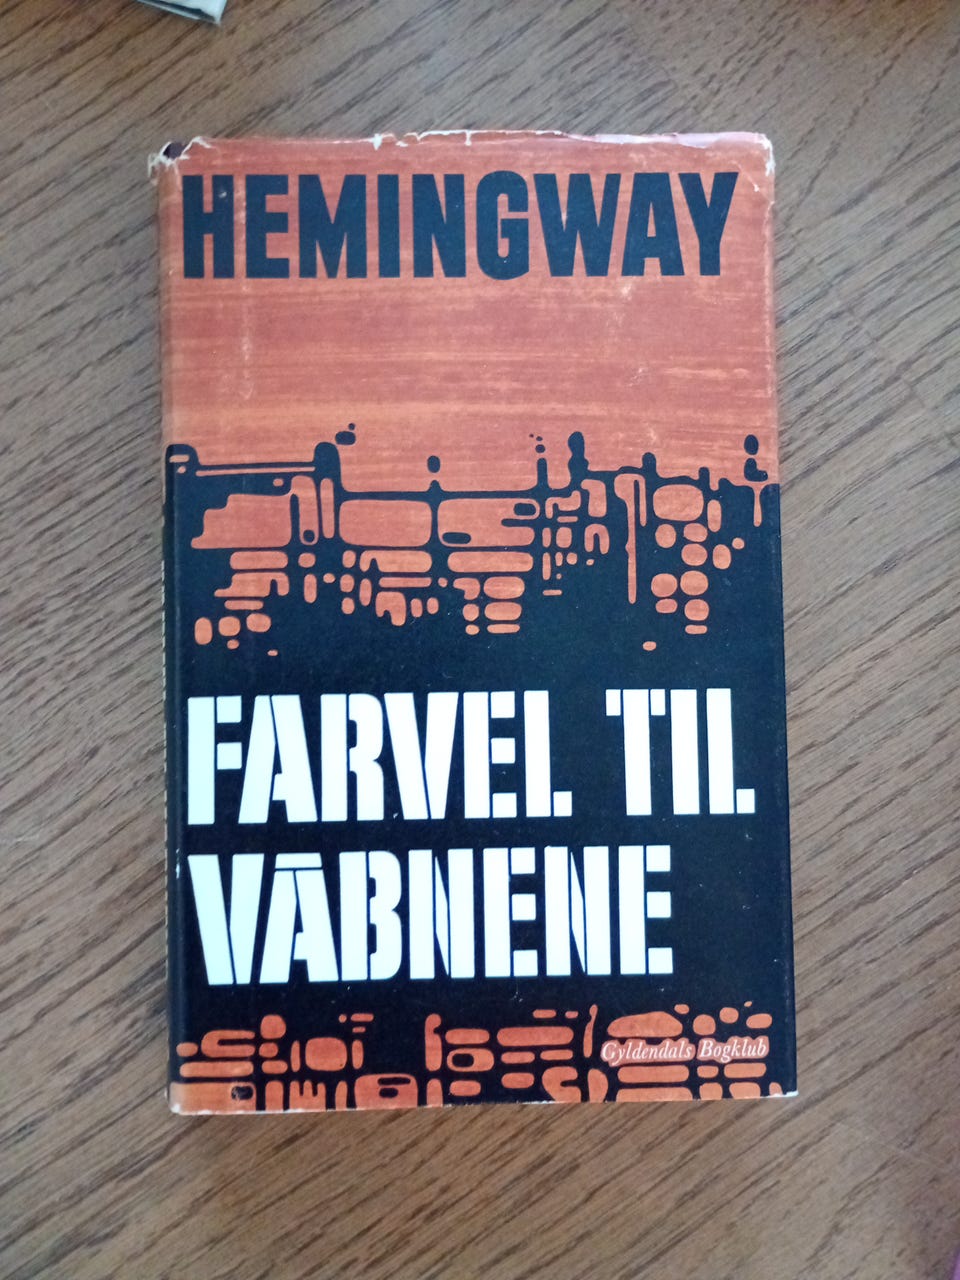 HEMINGWAY
FARVEL TIL
VÅBNENE
Gyldendals Bogklub